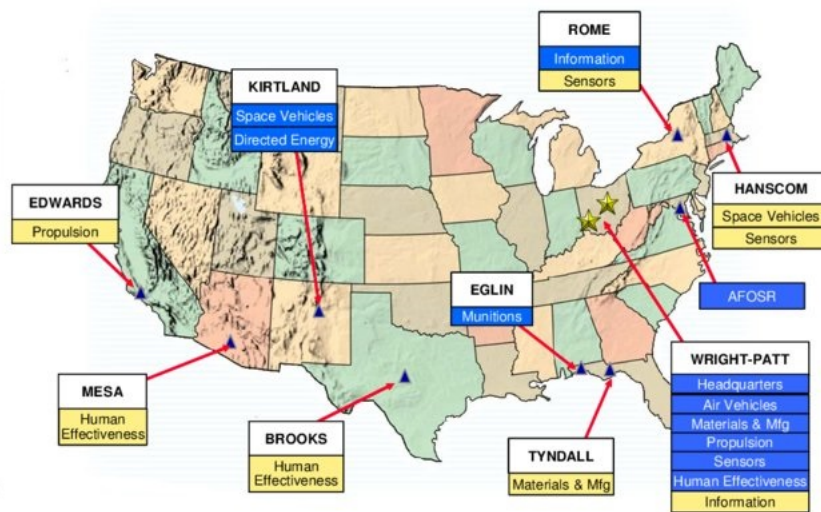 ROME
Information
Sensors
KIRTLAND
Space Vehicles
Directed Energy
HANSCOM
Space Vehicles
Sensors
EDWARDS
Propulsion
EGLIN
Munitions
AFOSR
WRIGHT-PATT
Headquarters
Air Vehicles
Materials & Mfg
Propulsion
Sensors
Human Effectiveness
Information
MESA
Human
Effectiveness
BROOKS
Human
Effectiveness
TYNDALL
Materials & Mfg